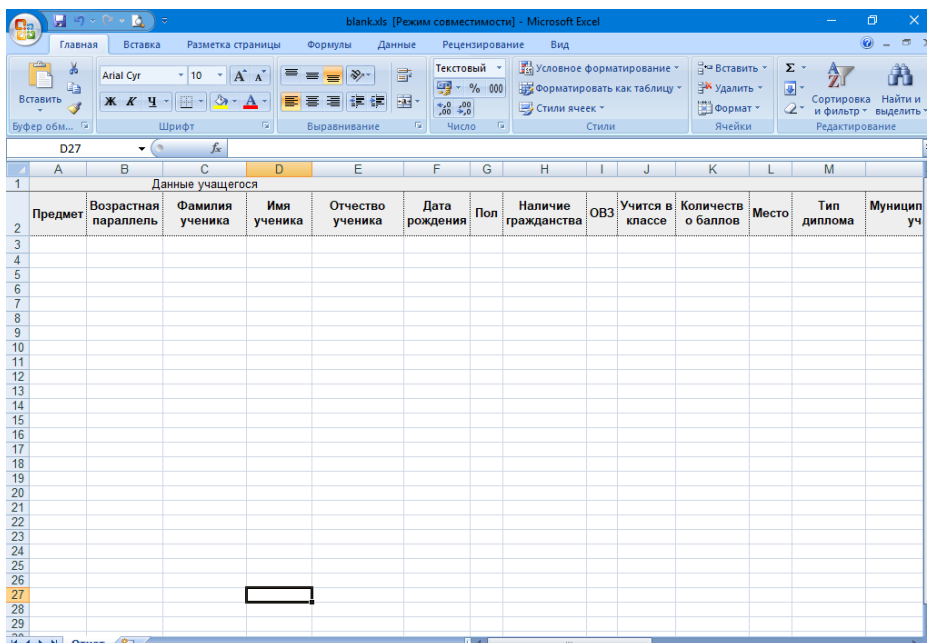 blank.xls [Режим совместимости] - Microsoft Excel
Главная Вставка Разметка страницы Формулы Данные Рецензирование Вид
Вставить
Arial Cyr 10
Ж К Ч
Текстовый
% 000
Условное форматирование
Форматировать как таблицу
Стили ячеек
Вставить
Удалить
Формат
Σ
Сортировка и фильтр
Найти и выделить
Буфер обм... Шрифт Выравнивание Число Стили Ячейки Редактирование
D27 fx
A B C D E F G H I J K L M
1 Данные учащегося
2 Предмет Возрастная параллель Фамилия ученика Имя ученика Отчество ученика Дата рождения Пол Наличие гражданства ОВЗ Учится в классе Количеств о баллов Место Тип диплома Муницип уч
3
4
5
6
7
8
9
10
11
12
13
14
15
16
17
18
19
20
21
22
23
24
25
26
27
28
29
Отчет